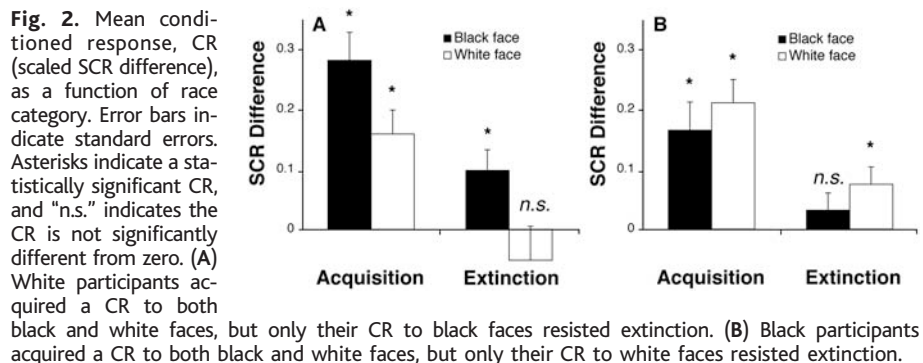 Fig. 2. Mean condi-
tioned response, CR
(scaled SCR difference),
as a function of race
category. Error bars in-
dicate standard errors.
Asterisks indicate a sta-
tistically significant CR,
and “n.s.” indicates the
CR is not significantly
different from zero. (A)
White participants ac-
quired a CR to both
black and white faces, but only their CR to black faces resisted extinction. (B) Black participants
acquired a CR to both black and white faces, but only their CR to white faces resisted extinction.
A
Black face
White face
SCR Difference
0.3
0.2
0.1
0
*
*
*
n.s.
Acquisition Extinction
B
Black face
White face
SCR Difference
0.3
0.2
0.1
0
*
*
n.s.
*
Acquisition Extinction